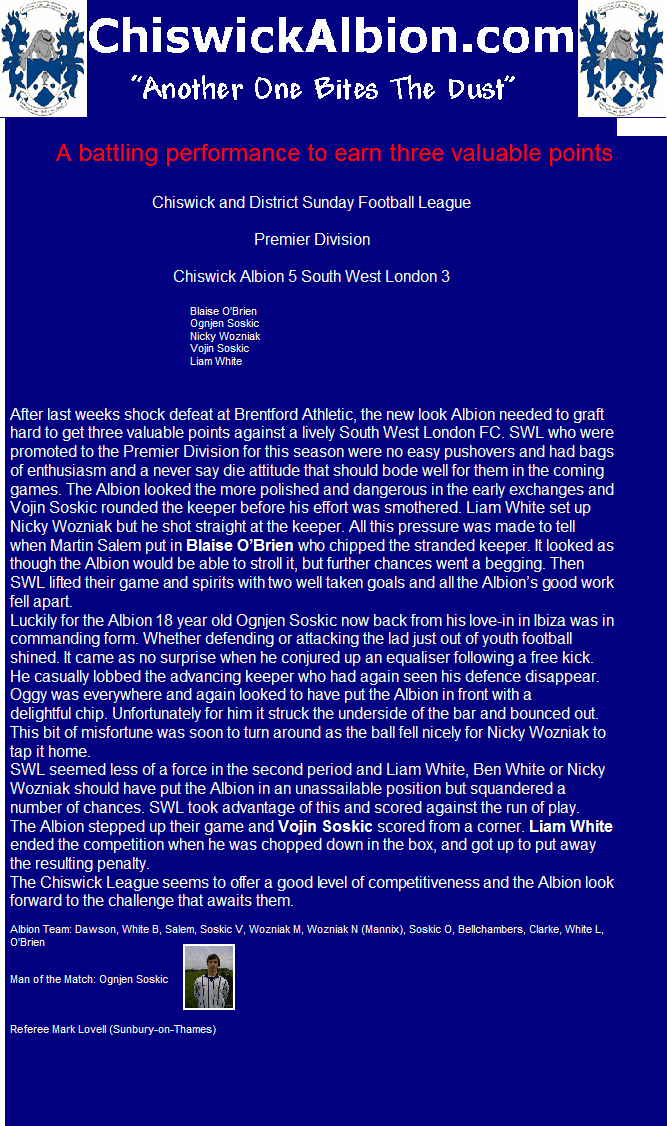 ChiswickAlbion.com
“Another One Bites The Dust”
A battling performance to earn three valuable points
Chiswick and District Sunday Football League
Premier Division
Chiswick Albion 5 South West London 3
Blaise O'Brien
Ognjen Soskic
Nicky Wozniak
Vojin Soskic
Liam White
After last weeks shock defeat at Brentford Athletic, the new look Albion needed to graft
hard to get three valuable points against a lively South West London FC. SWL who were
promoted to the Premier Division for this season were no easy pushovers and had bags
of enthusiasm and a never say die attitude that should bode well for them in the coming
games. The Albion looked the more polished and dangerous in the early exchanges and
Vojin Soskic rounded the keeper before his effort was smothered. Liam White set up
Nicky Wozniak but he shot straight at the keeper. All this pressure was made to tell
when Martin Salem put in Blaise O’Brien who chipped the stranded keeper. It looked as
though the Albion would be able to stroll it, but further chances went a begging. Then
SWL lifted their game and spirits with two well taken goals and all the Albion’s good work
fell apart.
Luckily for the Albion 18 year old Ognjen Soskic now back from his love-in in Ibiza was in
commanding form. Whether defending or attacking the lad just out of youth football
shined. It came as no surprise when he conjured up an equaliser following a free kick.
He casually lobbed the advancing keeper who had again seen his defence disappear.
Oggy was everywhere and again looked to have put the Albion in front with a
delightful chip. Unfortunately for him it struck the underside of the bar and bounced out.
This bit of misfortune was soon to turn around as the ball fell nicely for Nicky Wozniak to
tap it home.
SWL seemed less of a force in the second period and Liam White, Ben White or Nicky
Wozniak should have put the Albion in an unassailable position but squandered a
number of chances. SWL took advantage of this and scored against the run of play.
The Albion stepped up their game and Vojin Soskic scored from a corner. Liam White
ended the competition when he was chopped down in the box, and got up to put away
the resulting penalty.
The Chiswick League seems to offer a good level of competitiveness and the Albion look
forward to the challenge that awaits them.
Albion Team: Dawson, White B, Salem, Soskic V, Wozniak M, Wozniak N (Mannix), Soskic O, Bellchambers, Clarke, White L,
O'Brien
Man of the Match: Ognjen Soskic
Referee Mark Lovell (Sunbury-on-Thames)